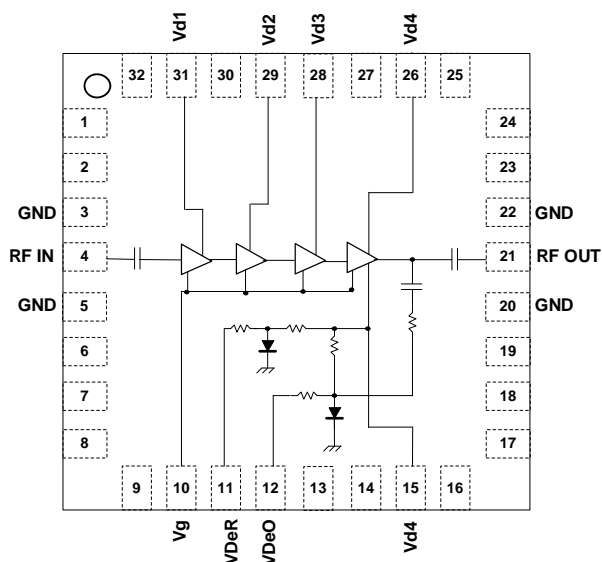 Vd1
Vd2
Vd3
Vd4
32
31
30
29
28
27
26
25
1
24
2
23
GND
3
22
GND
RF IN
4
21
RF OUT
GND
5
20
GND
6
19
7
18
8
17
9
10
11
12
13
14
15
16
Vg
VDeR
VDeO
Vd4